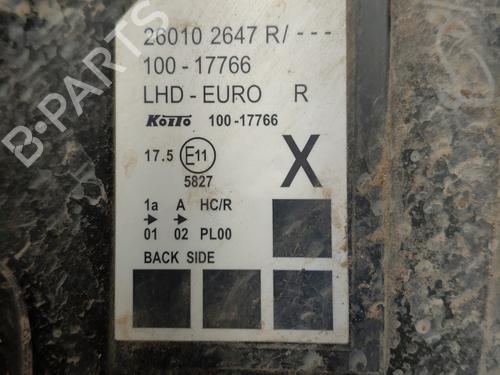 26010 2647 R/ ---
100 - 17766
LHD - EURO R
KOITO 100-17766
17.5 E11 X
5827
1a A HC/R
01 02 PL00
BACK SIDE
B-PARTS